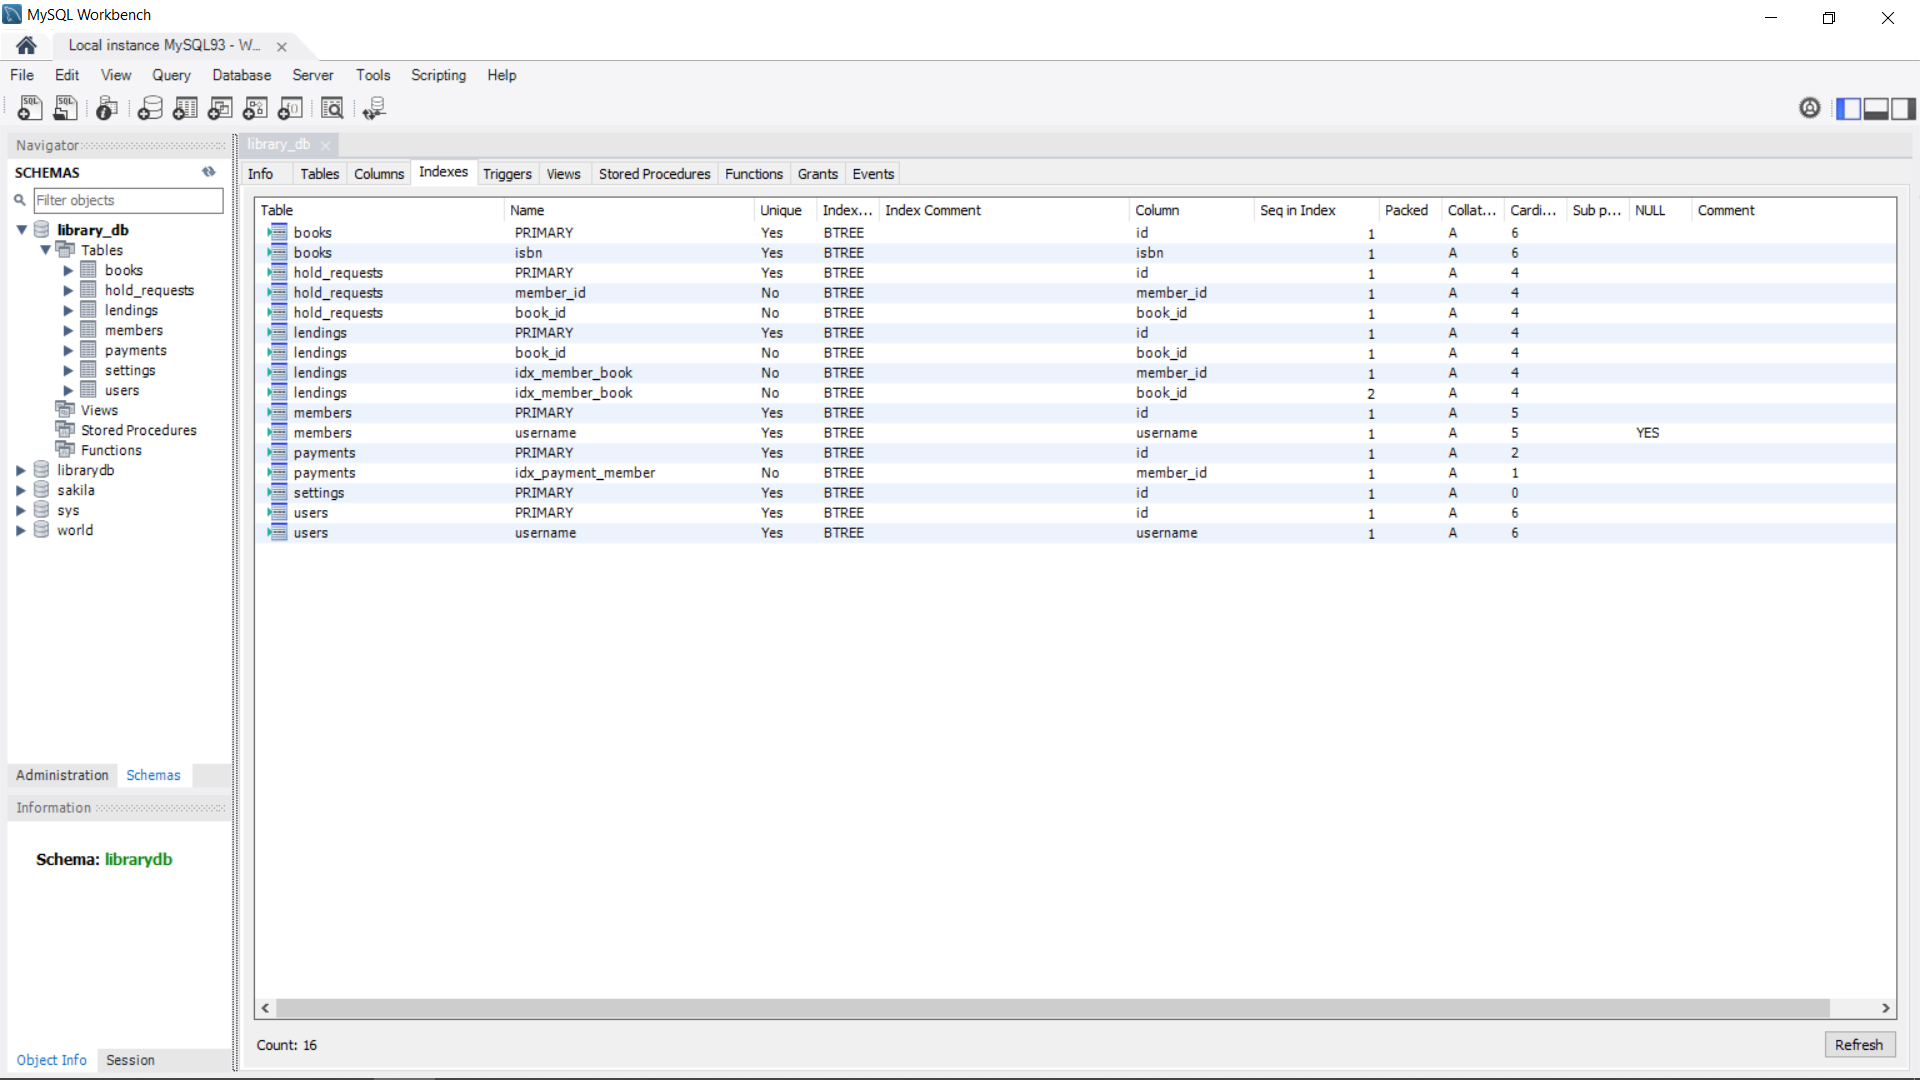 MySQL Workbench
Local instance MySQL93 - W...
File Edit View Query Database Server Tools Scripting Help
Navigator
SCHEMAS
Filter objects
library_db
Tables
books
hold_requests
lendings
members
payments
settings
users
Views
Stored Procedures
Functions
librarydb
sakila
sys
world
Administration Schemas
Information
Schema: librarydb
Object Info Session
library_db
Info Tables Columns Indexes Triggers Views Stored Procedures Functions Grants Events
Table Name Unique Index... Index Comment Column Seq in Index Packed Collat... Cardi... Sub p... NULL Comment
books PRIMARY Yes BTREE id 1 A 6
books isbn Yes BTREE isbn 1 A 6
hold_requests PRIMARY Yes BTREE id 1 A 4
hold_requests member_id No BTREE member_id 1 A 4
hold_requests book_id No BTREE book_id 1 A 4
lendings PRIMARY Yes BTREE id 1 A 4
lendings book_id No BTREE book_id 1 A 4
lendings idx_member_book No BTREE member_id 1 A 4
lendings idx_member_book No BTREE book_id 2 A 4
members PRIMARY Yes BTREE id 1 A 5
members username Yes BTREE username 1 A 5 YES
payments PRIMARY Yes BTREE id 1 A 2
payments idx_payment_member No BTREE member_id 1 A 1
settings PRIMARY Yes BTREE id 1 A 0
users PRIMARY Yes BTREE id 1 A 6
users username Yes BTREE username 1 A 6
Count: 16
Refresh